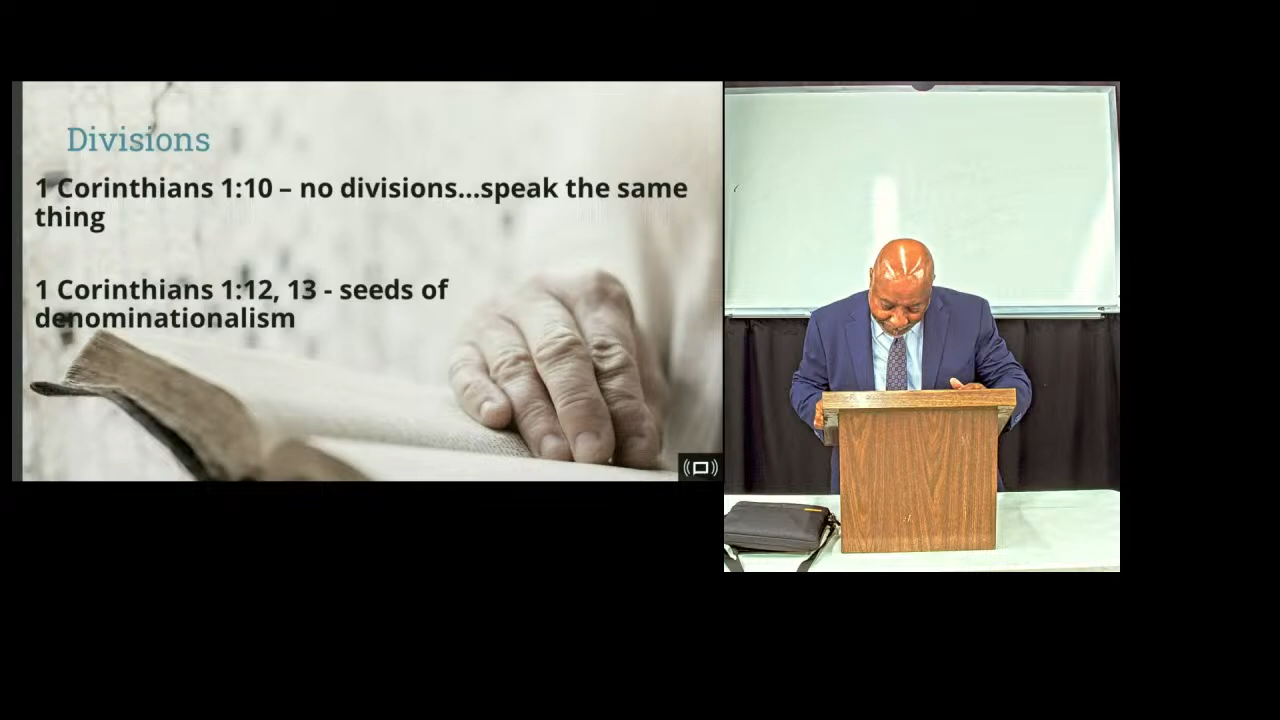 Divisions
1 Corinthians 1:10 – no divisions...speak the same
thing
1 Corinthians 1:12, 13 - seeds of
denominationalism